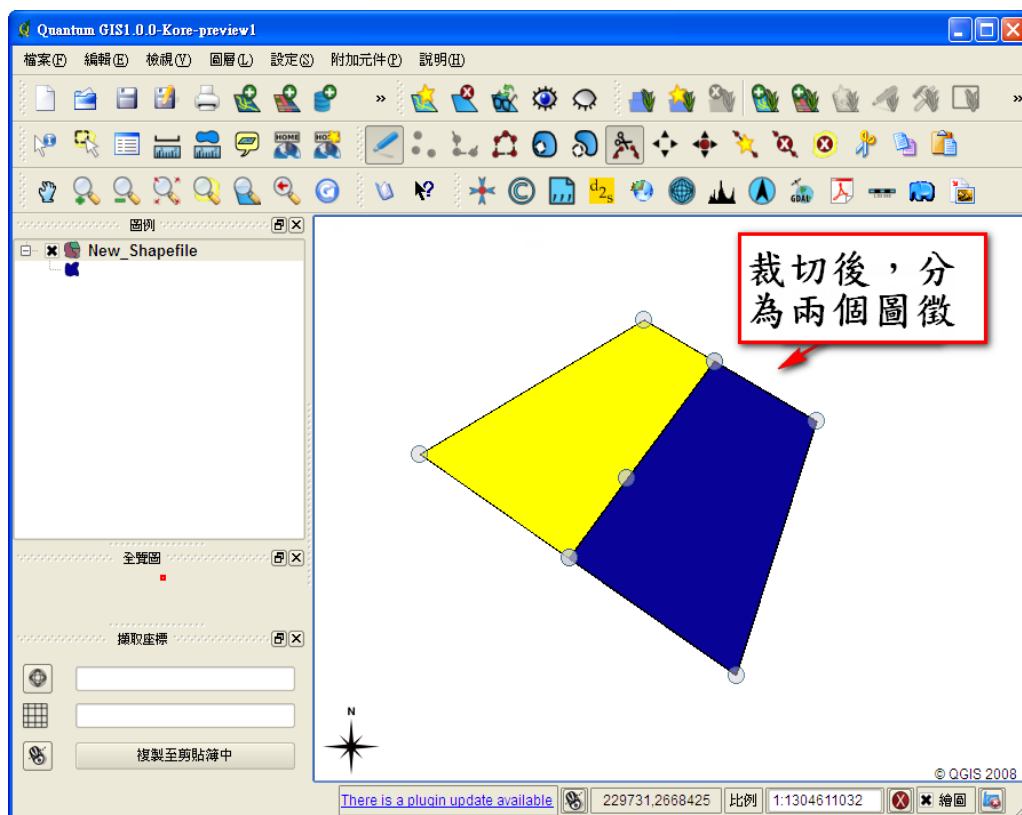 Quantum GIS1.0.0-Kore-preview1
檔案(F) 編輯(E) 檢視(V) 圖層(L) 設定(S) 附加元件(P) 說明(H)
»
»
HOME
d2s
GDAL
圖例
New_Shapefile
裁切後，分
為兩個圖徵
全覽圖
擷取座標
複製至剪貼簿中
N
© QGIS 2008
There is a plugin update available 229731,2668425 比例 1:1304611032 繪圖